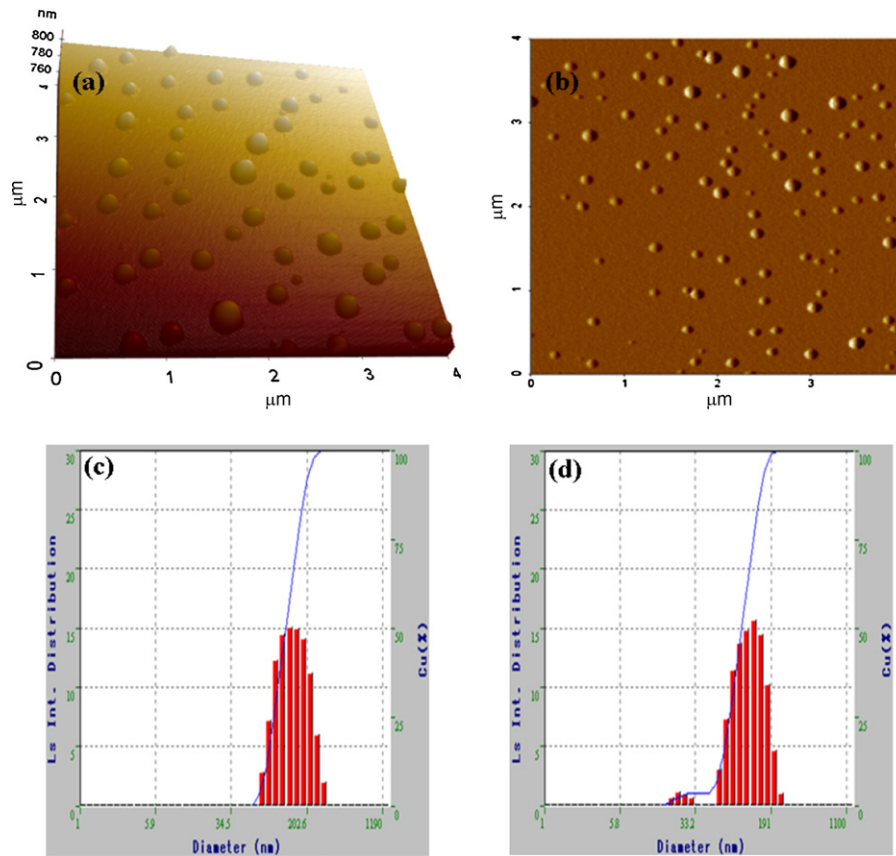 nm
800
780
760
(a)
4
3
2
1
0
μm
0 1 2 3 4
μm
(b)
4
3
2
1
0
μm
0 1 2 3
μm
(c)
30
25
20
15
10
5
0
Ls Int. Distribution
100
75
50
25
0
Cu(%)
1 5.9 34.5 202.6 1190
Diameter (nm)
(d)
30
25
20
15
10
5
0
Ls Int. Distribution
100
75
50
25
0
Cu(%)
1 5.8 33.2 191 1100
Diameter (nm)